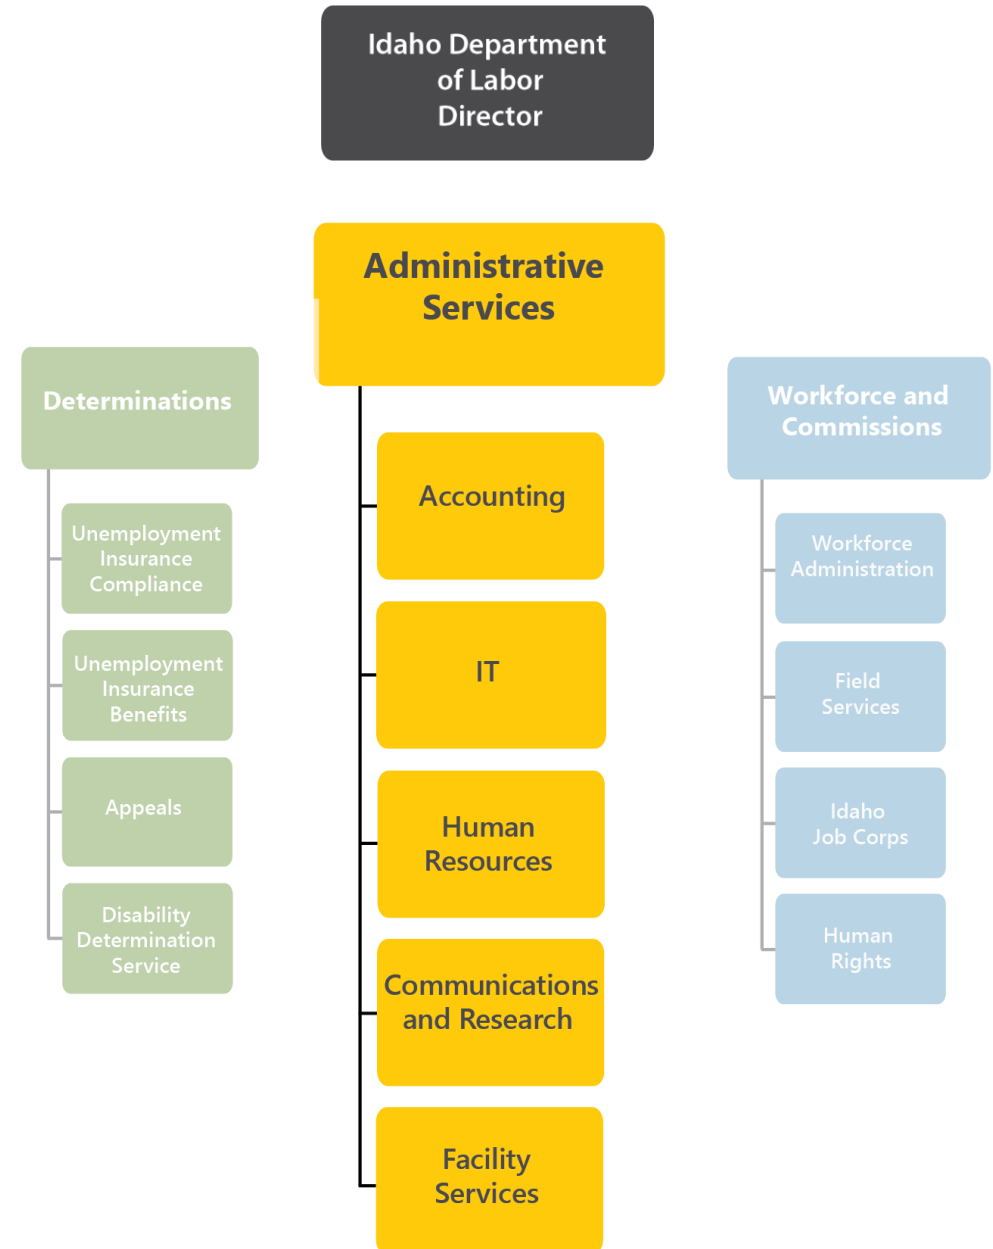 Idaho Department
of Labor
Director
Administrative
Services
Determinations
Workforce and
Commissions
Unemployment
Insurance
Compliance
Unemployment
Insurance
Benefits
Appeals
Disability
Determination
Service
Accounting
IT
Human
Resources
Communications
and Research
Facility
Services
Workforce
Administration
Field
Services
Idaho
Job Corps
Human
Rights